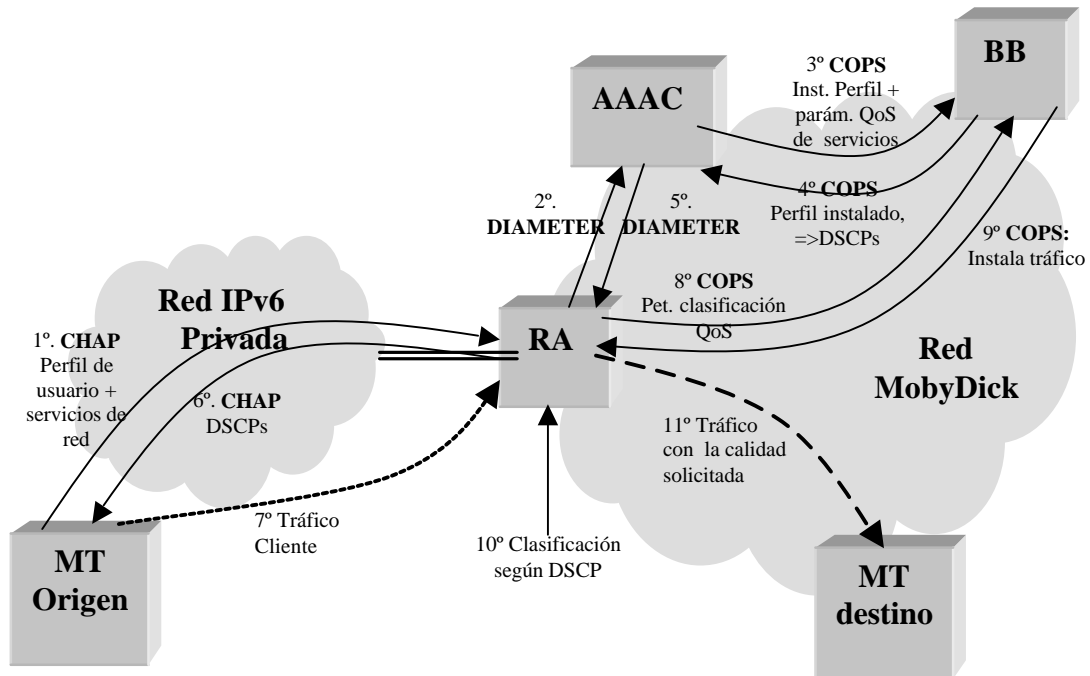 BB
3º COPS
Inst. Perfil +
parám. QoS
de servicios
AAAC
4º COPS
Perfil instalado,
=>DSCPs
2º.
DIAMETER
5º.
DIAMETER
9º COPS:
Instala tráfico
8º COPS
Pet. clasificación
QoS
Red IPv6
Privada
1º. CHAP
Perfil de
usuario +
servicios de
red
RA
Red
MobyDick
6º. CHAP
DSCPs
11º Tráfico
con la calidad
solicitada
7º Tráfico
Cliente
10º Clasificación
según DSCP
MT
Origen
MT
destino